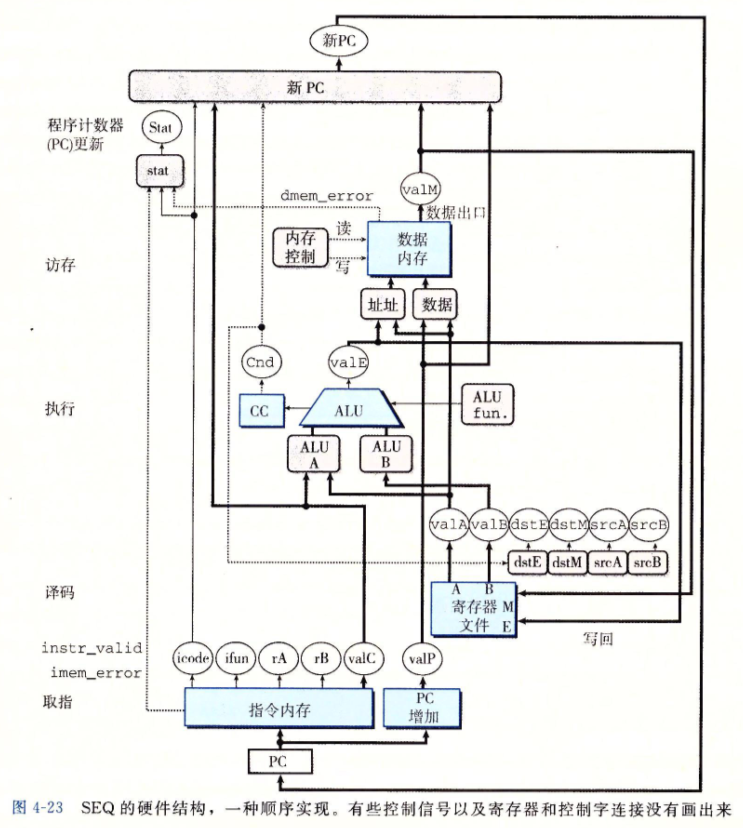 新PC
新 PC
程序计数器
(PC)更新
Stat
stat
dmem_error
valM
数据出口
内存
控制
读
写
数据
内存
访存
址址
数据
Cnd
valE
执行
CC
ALU
ALU
fun.
ALU
A
ALU
B
valA
valB
dstE
dstM
srcA
srcB
dstE
dstM
srcA
srcB
译码
A B
寄存器 M
文件 E
写回
instr_valid
imem_error
icode
ifun
rA
rB
valC
valP
取指
指令内存
PC
增加
PC
图 4-23 SEQ 的硬件结构，一种顺序实现。有些控制信号以及寄存器和控制字连接没有画出来